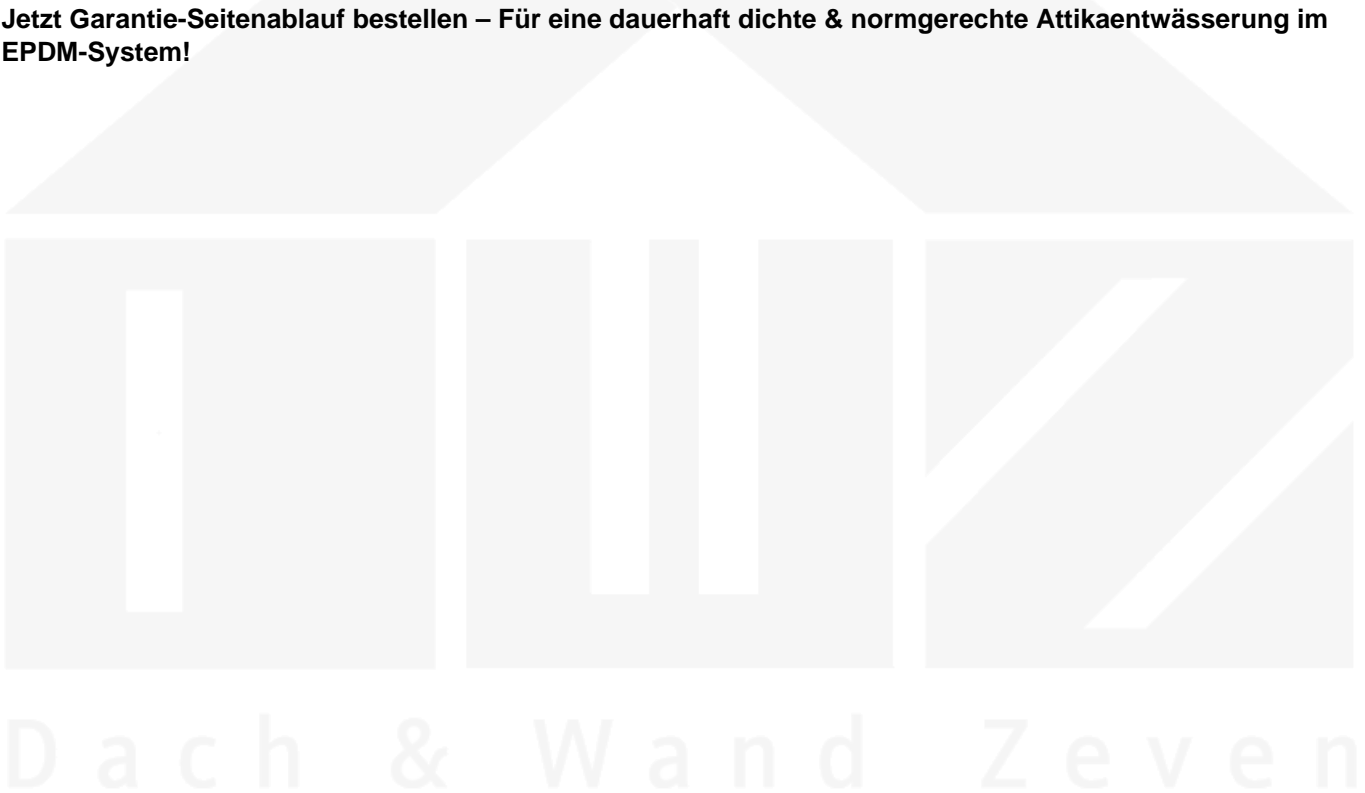 Jetzt Garantie-Seitenablauf bestellen – Für eine dauerhaft dichte & normgerechte Attikaentwässerung im
EPDM-System!
Dach & Wand Zeven